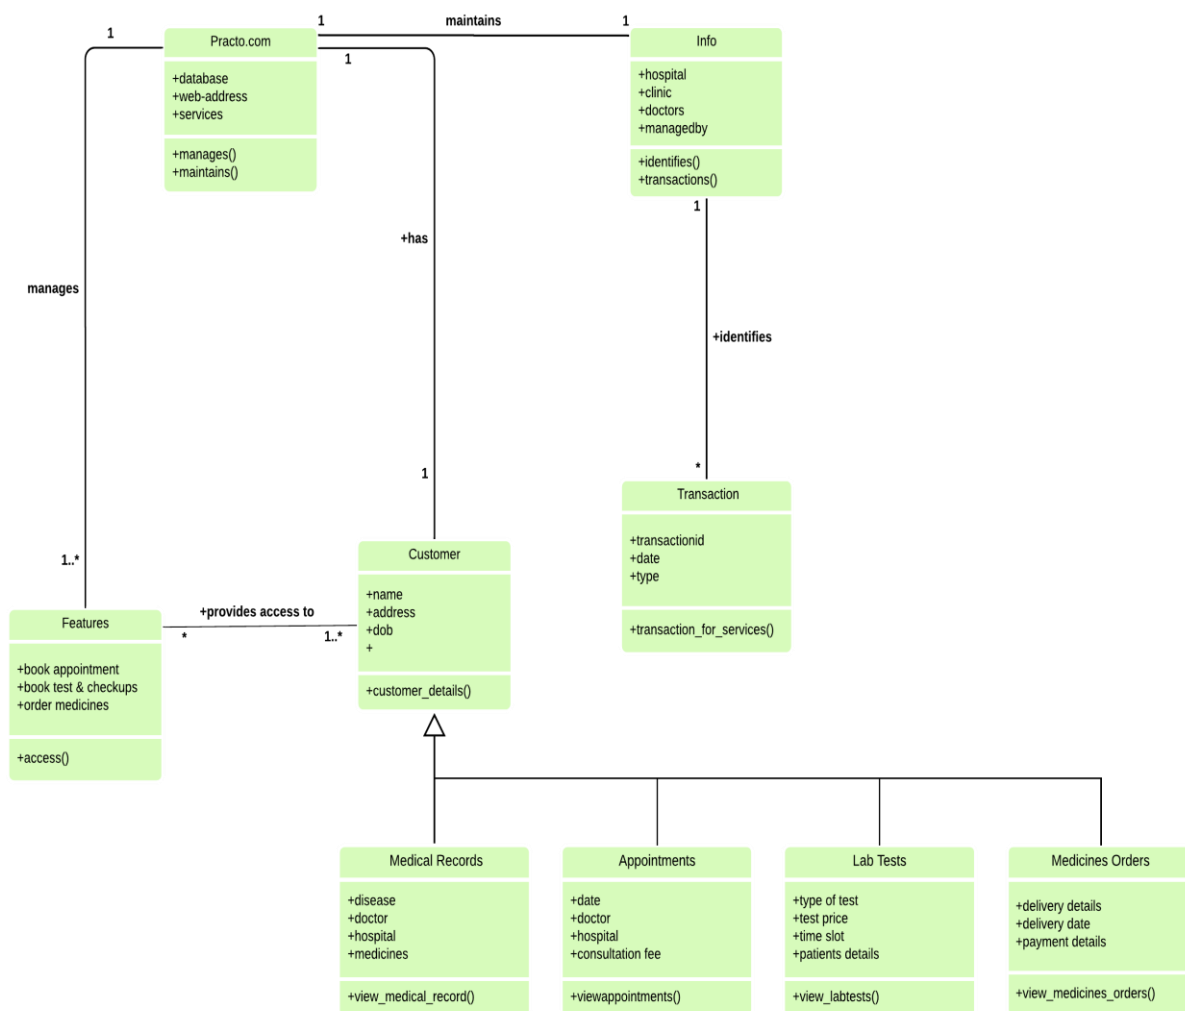 1 maintains 1
1
1
Practo.com
+database
+web-address
+services
+manages()
+maintains()
Info
+hospital
+clinic
+doctors
+managedby
+identifies()
+transactions()
1
+has
manages
+identifies
*
1
1..*
Transaction
+transactionid
+date
+type
+transaction_for_services()
Customer
+name
+address
+dob
+
+customer_details()
+provides access to
* 1..*
Features
+book appointment
+book test & checkups
+order medicines
+access()
Medical Records
+disease
+doctor
+hospital
+medicines
+view_medical_record()
Appointments
+date
+doctor
+hospital
+consultation fee
+viewappointments()
Lab Tests
+type of test
+test price
+time slot
+patients details
+view_labtests()
Medicines Orders
+delivery details
+delivery date
+payment details
+view_medicines_orders()